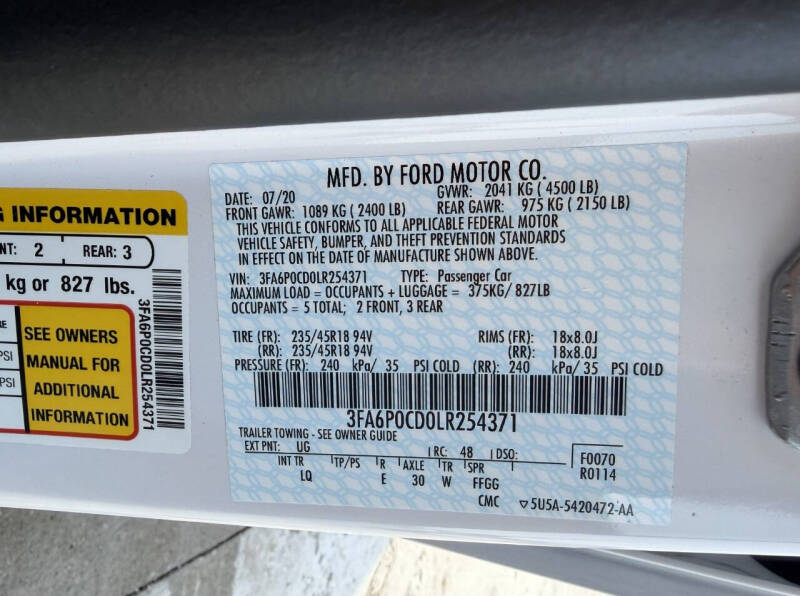 G INFORMATION
NT: 2 REAR: 3
kg or 827 lbs.
RE
PSI
PSI
SEE OWNERS
MANUAL FOR
ADDITIONAL
INFORMATION
3FA6P0CD0LR254371
MFD. BY FORD MOTOR CO.
DATE: 07/20 GVWR: 2041 KG ( 4500 LB)
FRONT GAWR: 1089 KG ( 2400 LB) REAR GAWR: 975 KG ( 2150 LB)
THIS VEHICLE CONFORMS TO ALL APPLICABLE FEDERAL MOTOR
VEHICLE SAFETY, BUMPER, AND THEFT PREVENTION STANDARDS
IN EFFECT ON THE DATE OF MANUFACTURE SHOWN ABOVE.
VIN: 3FA6P0CD0LR254371 TYPE: Passenger Car
MAXIMUM LOAD = OCCUPANTS + LUGGAGE = 375KG/ 827LB
OCCUPANTS = 5 TOTAL; 2 FRONT, 3 REAR
TIRE (FR): 235/45R18 94V RIMS (FR): 18x8.0J
(RR): 235/45R18 94V (RR): 18x8.0J
PRESSURE (FR): 240 kPa/ 35 PSI COLD (RR): 240 kPa/ 35 PSI COLD
3FA6P0CD0LR254371
TRAILER TOWING - SEE OWNER GUIDE
EXT PNT: UG RC: 48 DSO: F0070
INT TR TP/PS R AXLE TR SPR R0114
LQ E 30 W FFGG
CMC ▽5U5A-5420472-AA